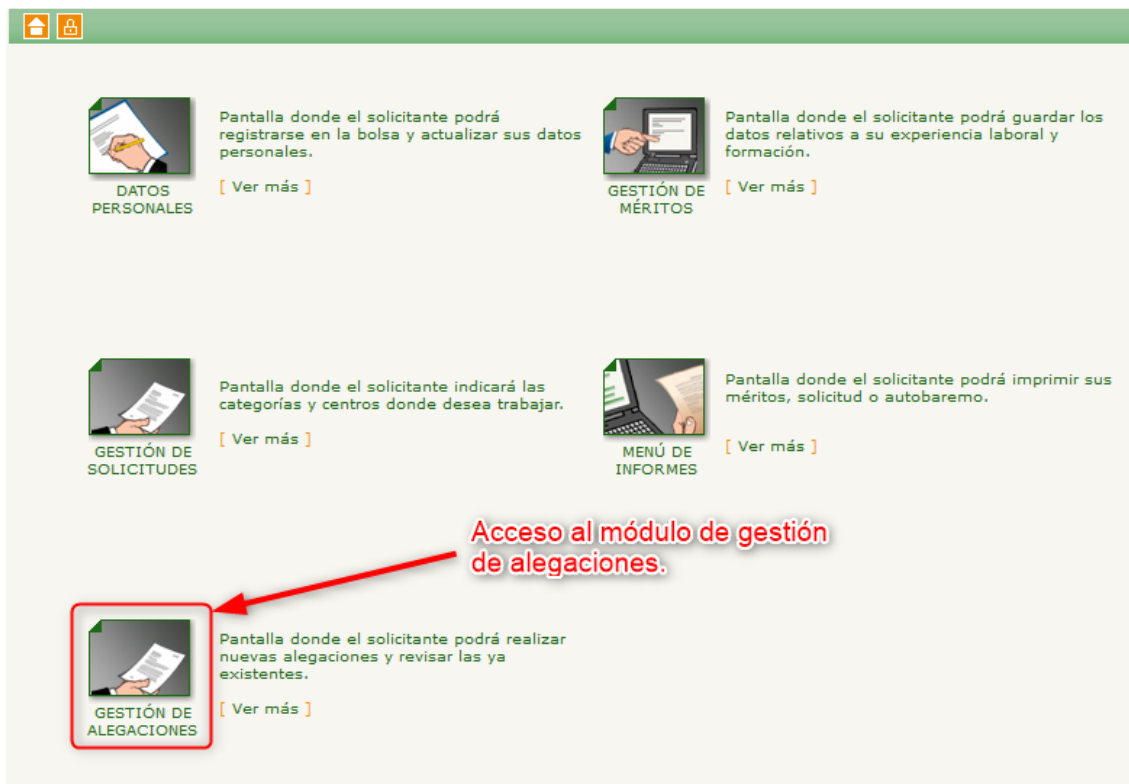 Pantalla donde el solicitante podrá
registrarse en la bolsa y actualizar sus datos
personales.
[ Ver más ]
DATOS
PERSONALES
Pantalla donde el solicitante podrá guardar los
datos relativos a su experiencia laboral y
formación.
[ Ver más ]
GESTIÓN DE
MÉRITOS
Pantalla donde el solicitante indicará las
categorías y centros donde desea trabajar.
[ Ver más ]
GESTIÓN DE
SOLICITUDES
Pantalla donde el solicitante podrá imprimir sus
méritos, solicitud o autobaremo.
[ Ver más ]
MENÚ DE
INFORMES
Acceso al módulo de gestión
de alegaciones.
Pantalla donde el solicitante podrá realizar
nuevas alegaciones y revisar las ya
existentes.
[ Ver más ]
GESTIÓN DE
ALEGACIONES